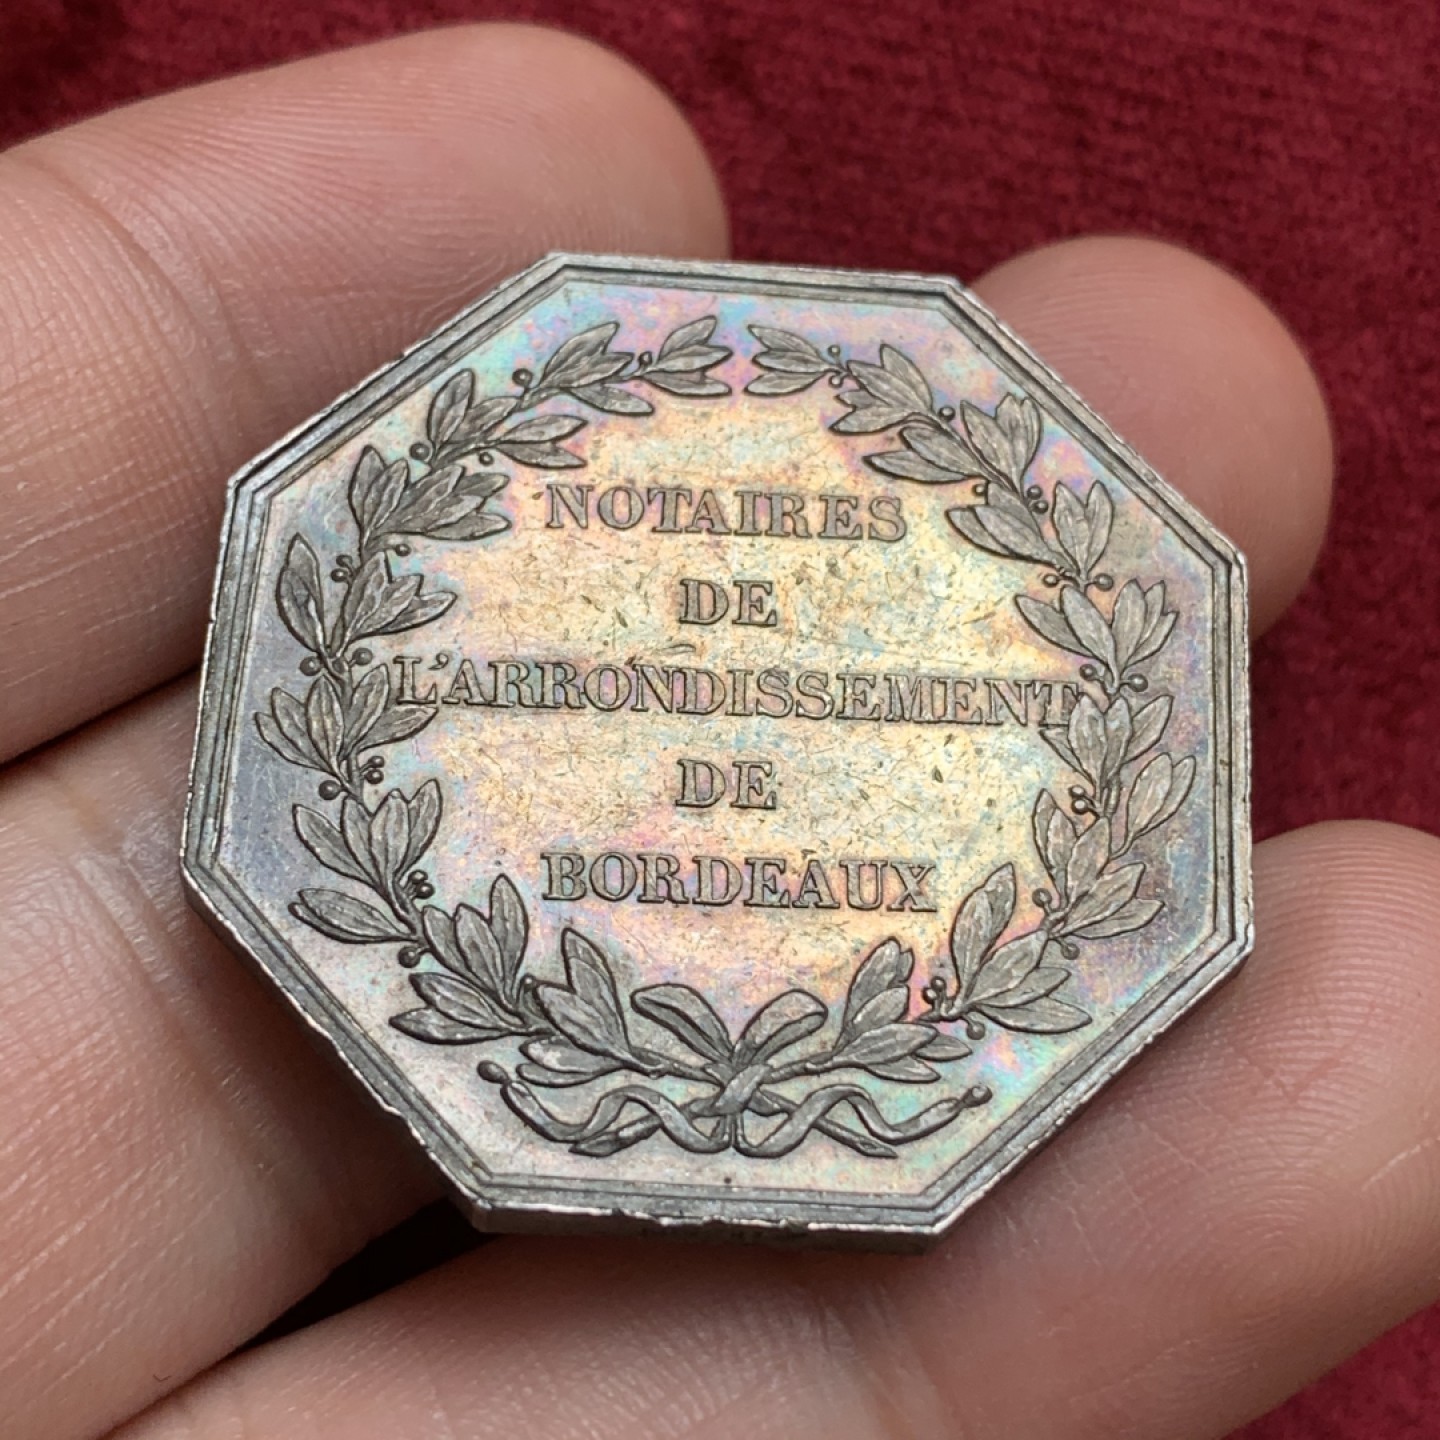 NOTAIRES
DE
L'ARRONDISSEMENT
DE
BORDEAUX